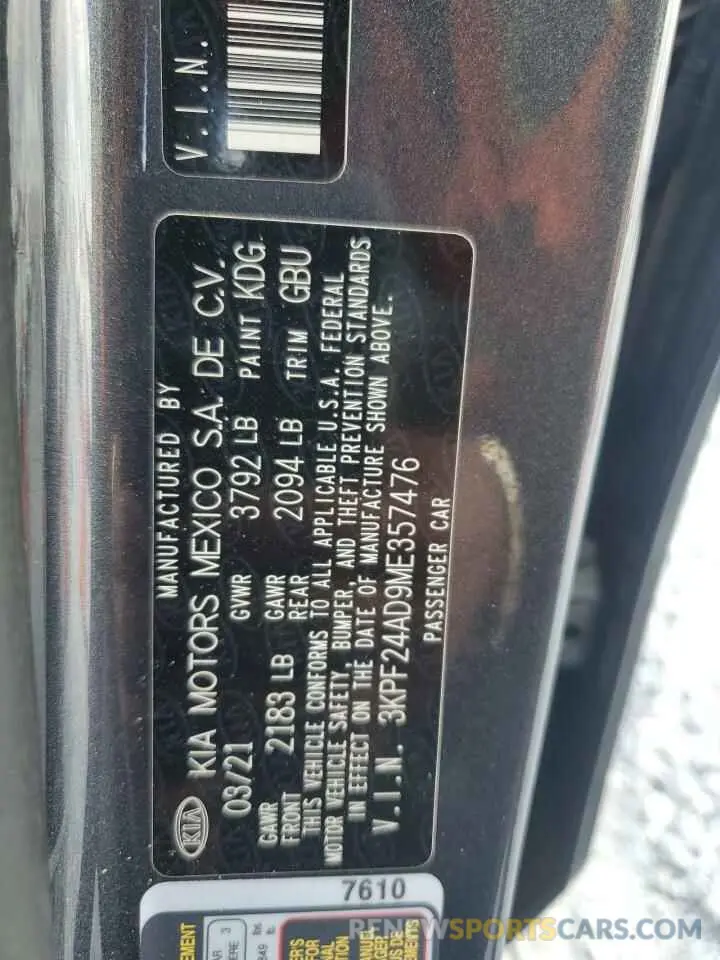 V.I.N.
MANUFACTURED BY
KIA KIA MOTORS MEXICO S.A. DE C.V.
03/21 GVWR 3792 LB PAINT KDG
GAWR FRONT 2183 LB GAWR REAR 2094 LB TRIM GBU
THIS VEHICLE CONFORMS TO ALL APPLICABLE U.S.A. FEDERAL
MOTOR VEHICLE SAFETY, BUMPER, AND THEFT PREVENTION STANDARDS
IN EFFECT ON THE DATE OF MANUFACTURE SHOWN ABOVE.
V.I.N. 3KPF24AD9ME357476
PASSENGER CAR
7610
RENEWSPORTSCARS.COM